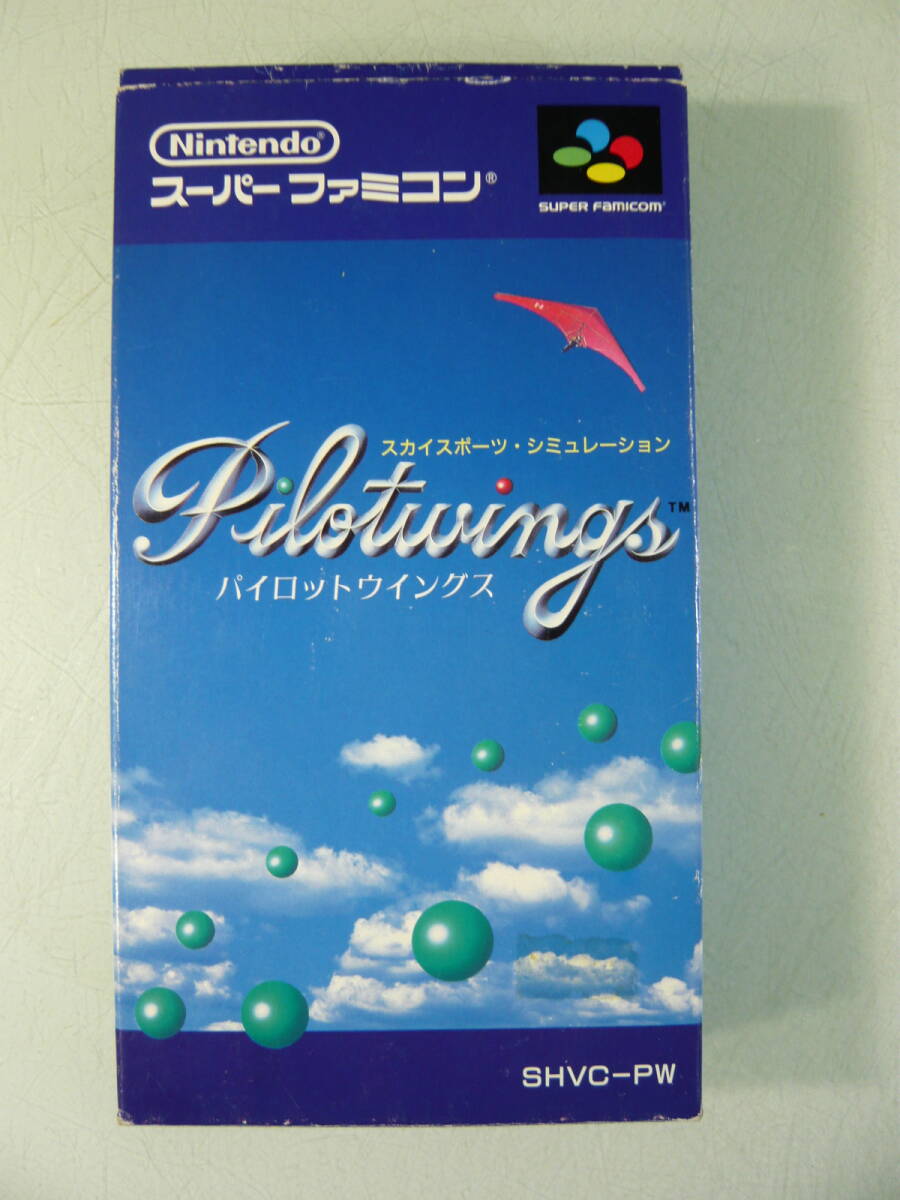 Nintendo®
スーパーファミコン®
SUPER FAMICOM®
スカイスポーツ・シミュレーション
Pilotwings™
パイロットウイングス
SHVC-PW